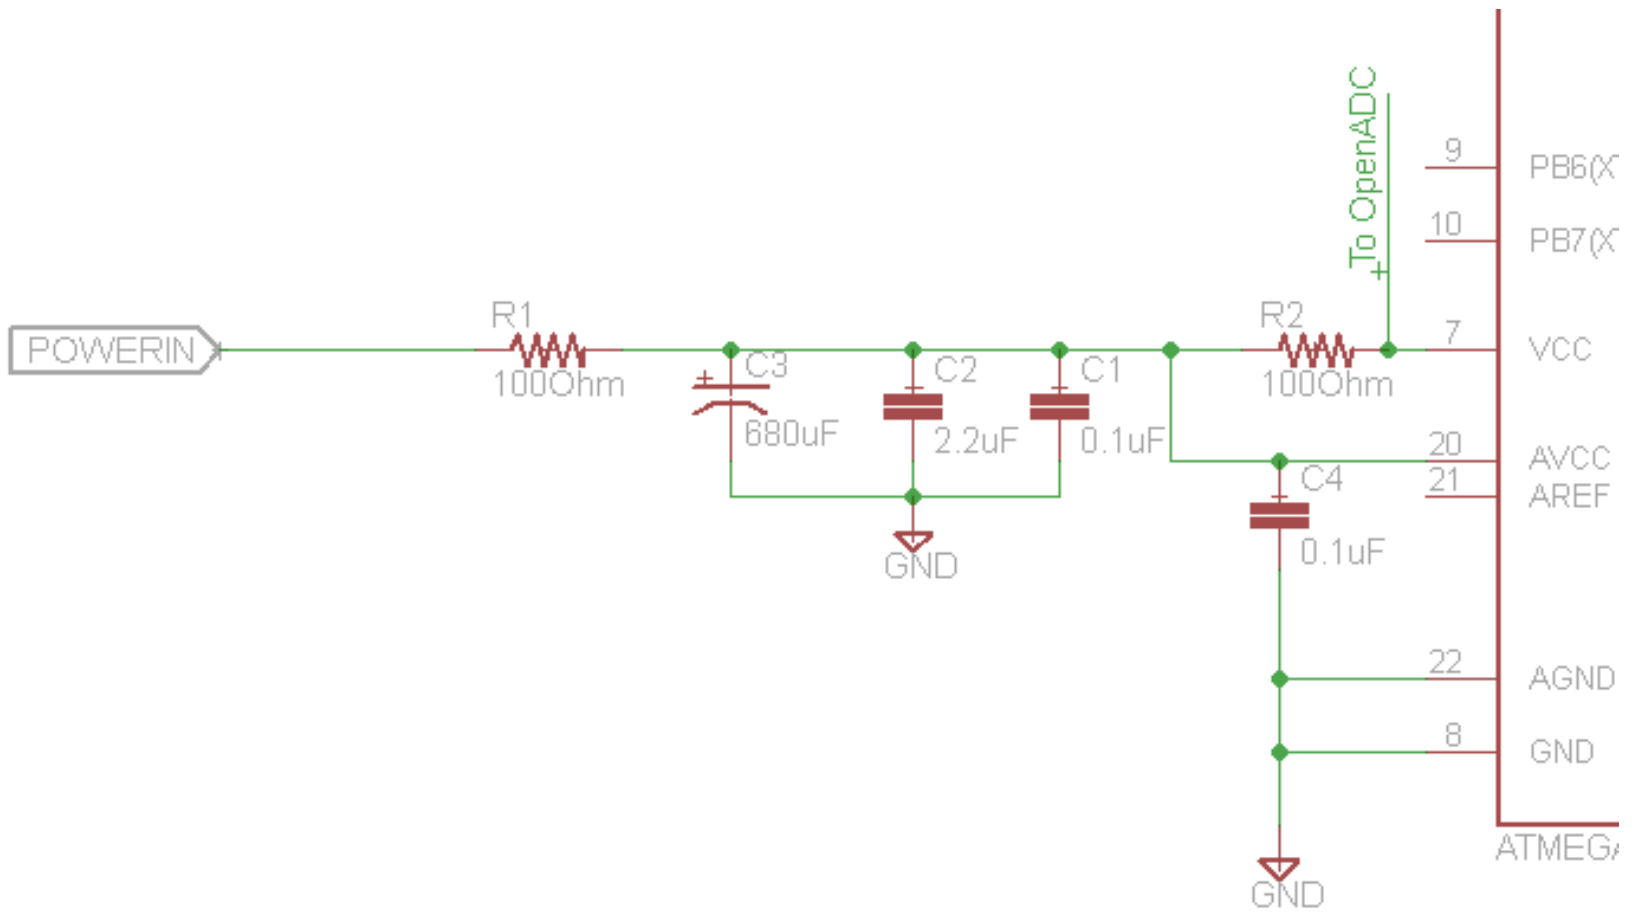 To OpenADC
+
9
PB6(X
10
PB7(X
POWERIN
R1
100Ohm
+
C3
680uF
C2
2.2uF
C1
0.1uF
R2
100Ohm
7
VCC
20
AVCC
21
AREF
C4
0.1uF
GND
22
AGND
8
GND
ATMEGA
GND